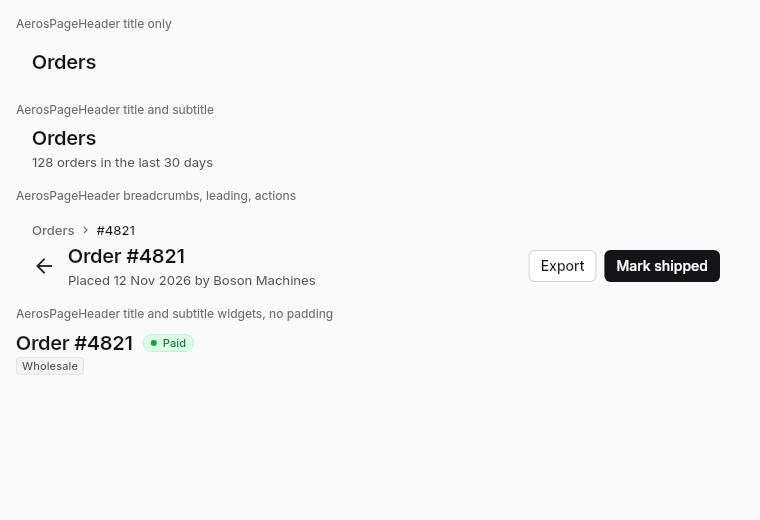 AerosPageHeader title only
Orders
AerosPageHeader title and subtitle
Orders
128 orders in the last 30 days
AerosPageHeader breadcrumbs, leading, actions
Orders > #4821
Order #4821
Placed 12 Nov 2026 by Boson Machines
Export
Mark shipped
AerosPageHeader title and subtitle widgets, no padding
Order #4821 Paid
Wholesale